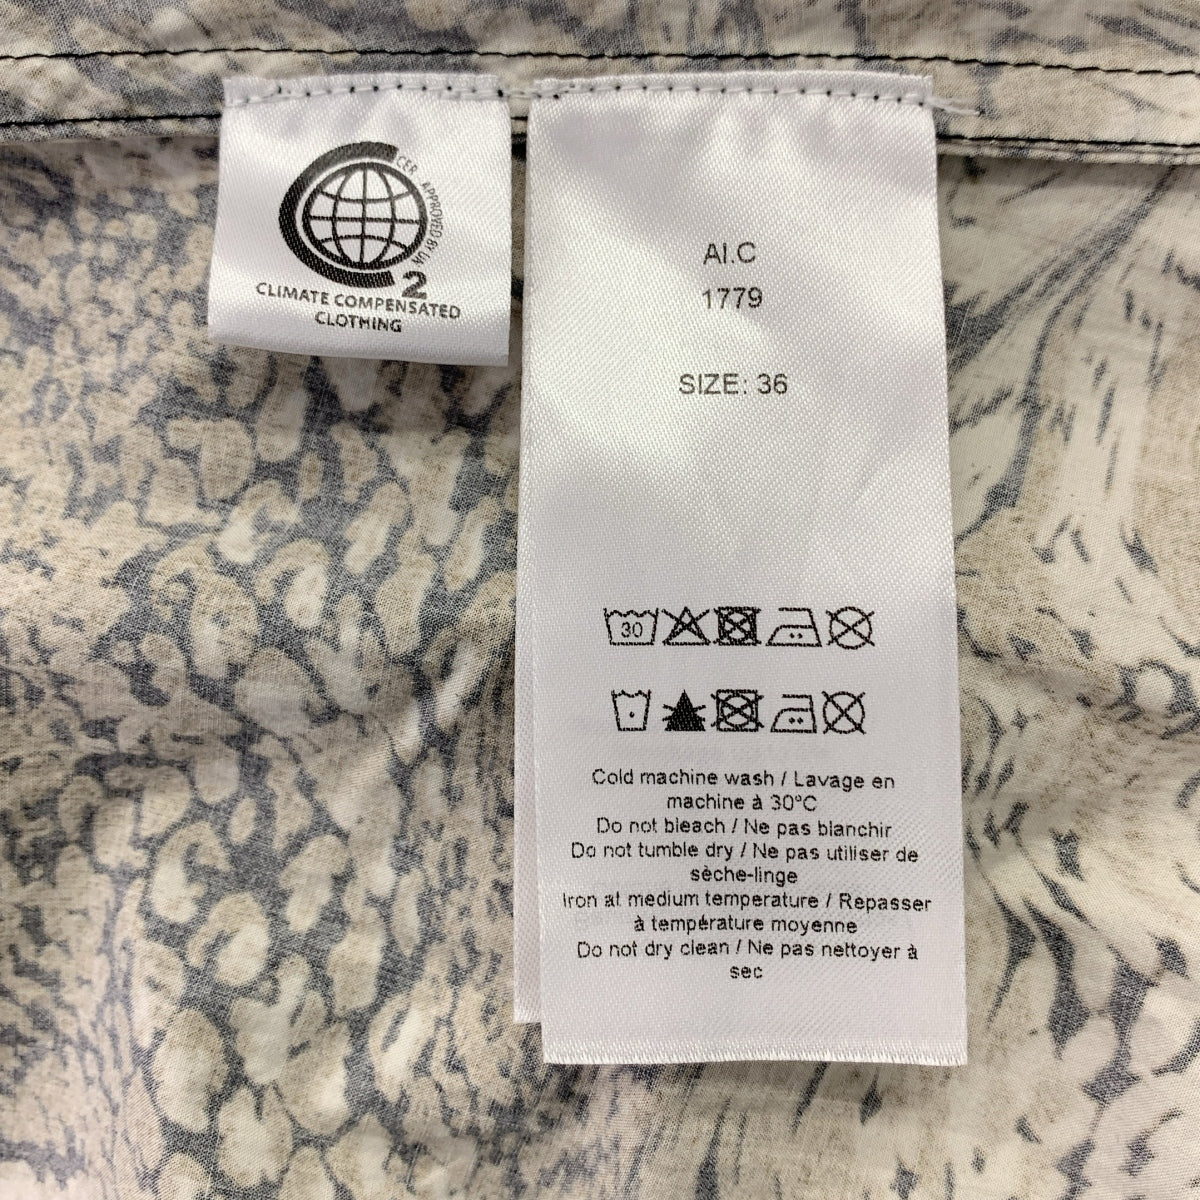 CER APPROVED BY UN
2
CLIMATE COMPENSATED
CLOTHING
AI.C
1779
SIZE: 36
30
Cold machine wash / Lavage en
machine à 30°C
Do not bleach / Ne pas blanchir
Do not tumble dry / Ne pas utiliser de
sèche-linge
Iron at medium temperature / Repasser
à température moyenne
Do not dry clean / Ne pas nettoyer à
sec